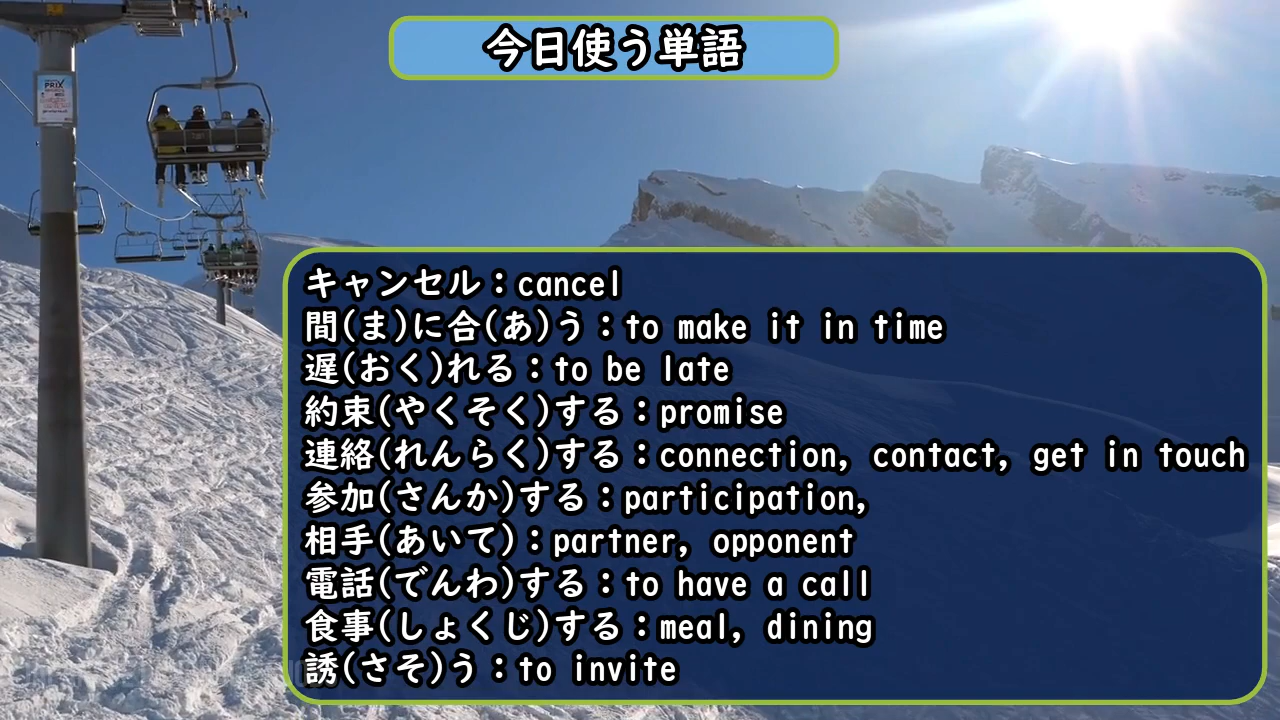 今日使う単語
PRIX
キャンセル：cancel
間(ま)に合(あ)う：to make it in time
遅(おく)れる：to be late
約束(やくそく)する：promise
連絡(れんらく)する：connection, contact, get in touch
参加(さんか)する：participation,
相手(あいて)：partner, opponent
電話(でんわ)する：to have a call
食事(しょくじ)する：meal, dining
誘(さそ)う：to invite